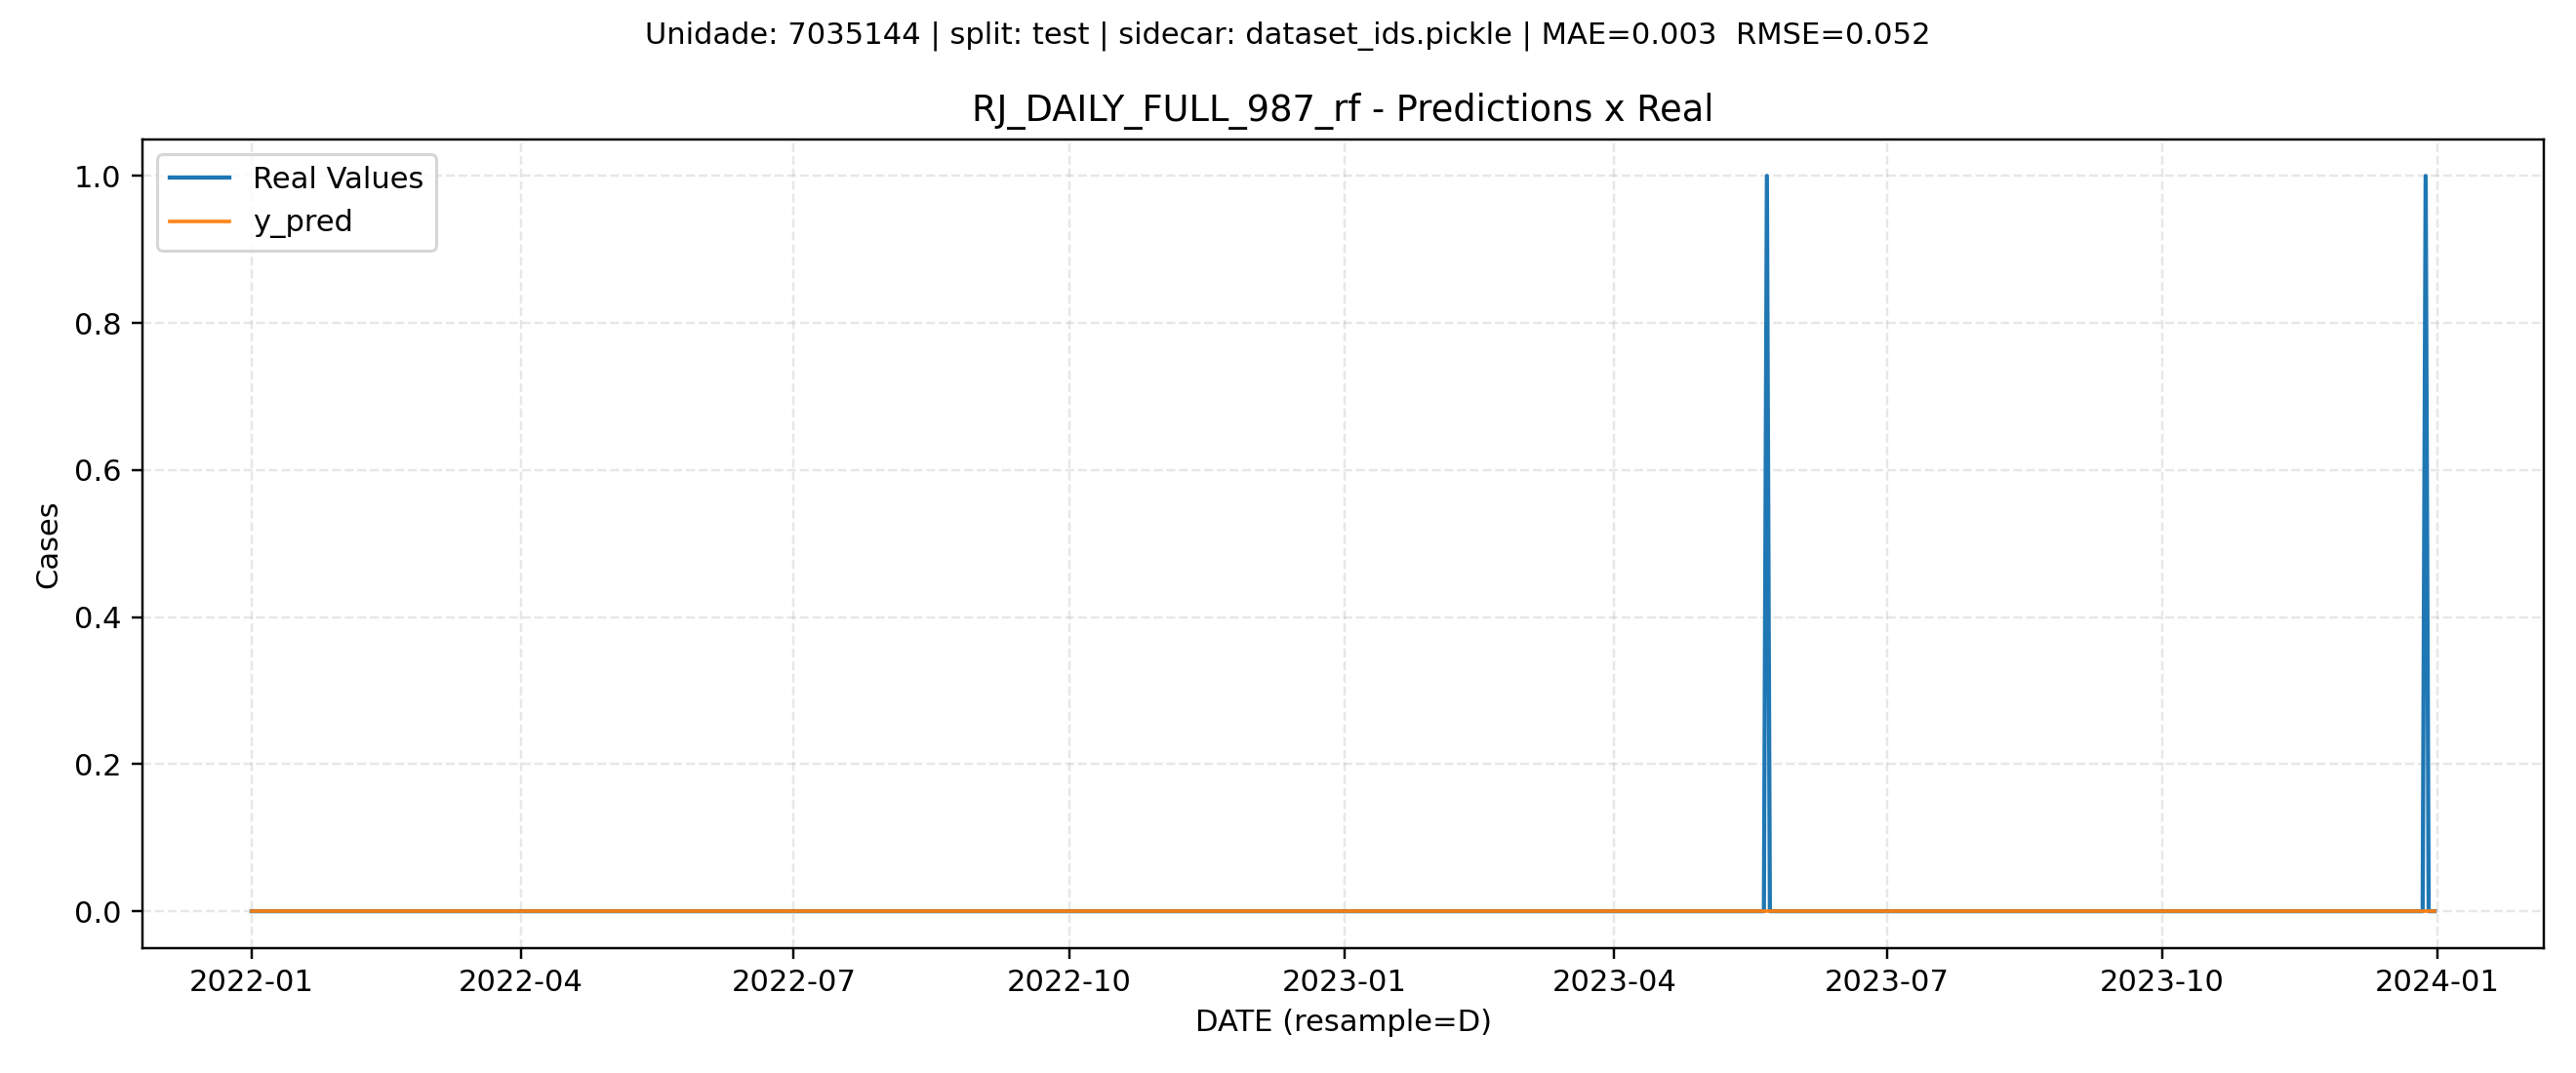 Unidade: 7035144 | split: test | sidecar: dataset_ids.pickle | MAE=0.003  RMSE=0.052
RJ_DAILY_FULL_987_rf - Predictions x Real
Real Values
y_pred
1.0
0.8
0.6
0.4
0.2
0.0
Cases
2022-01 2022-04 2022-07 2022-10 2023-01 2023-04 2023-07 2023-10 2024-01
DATE (resample=D)